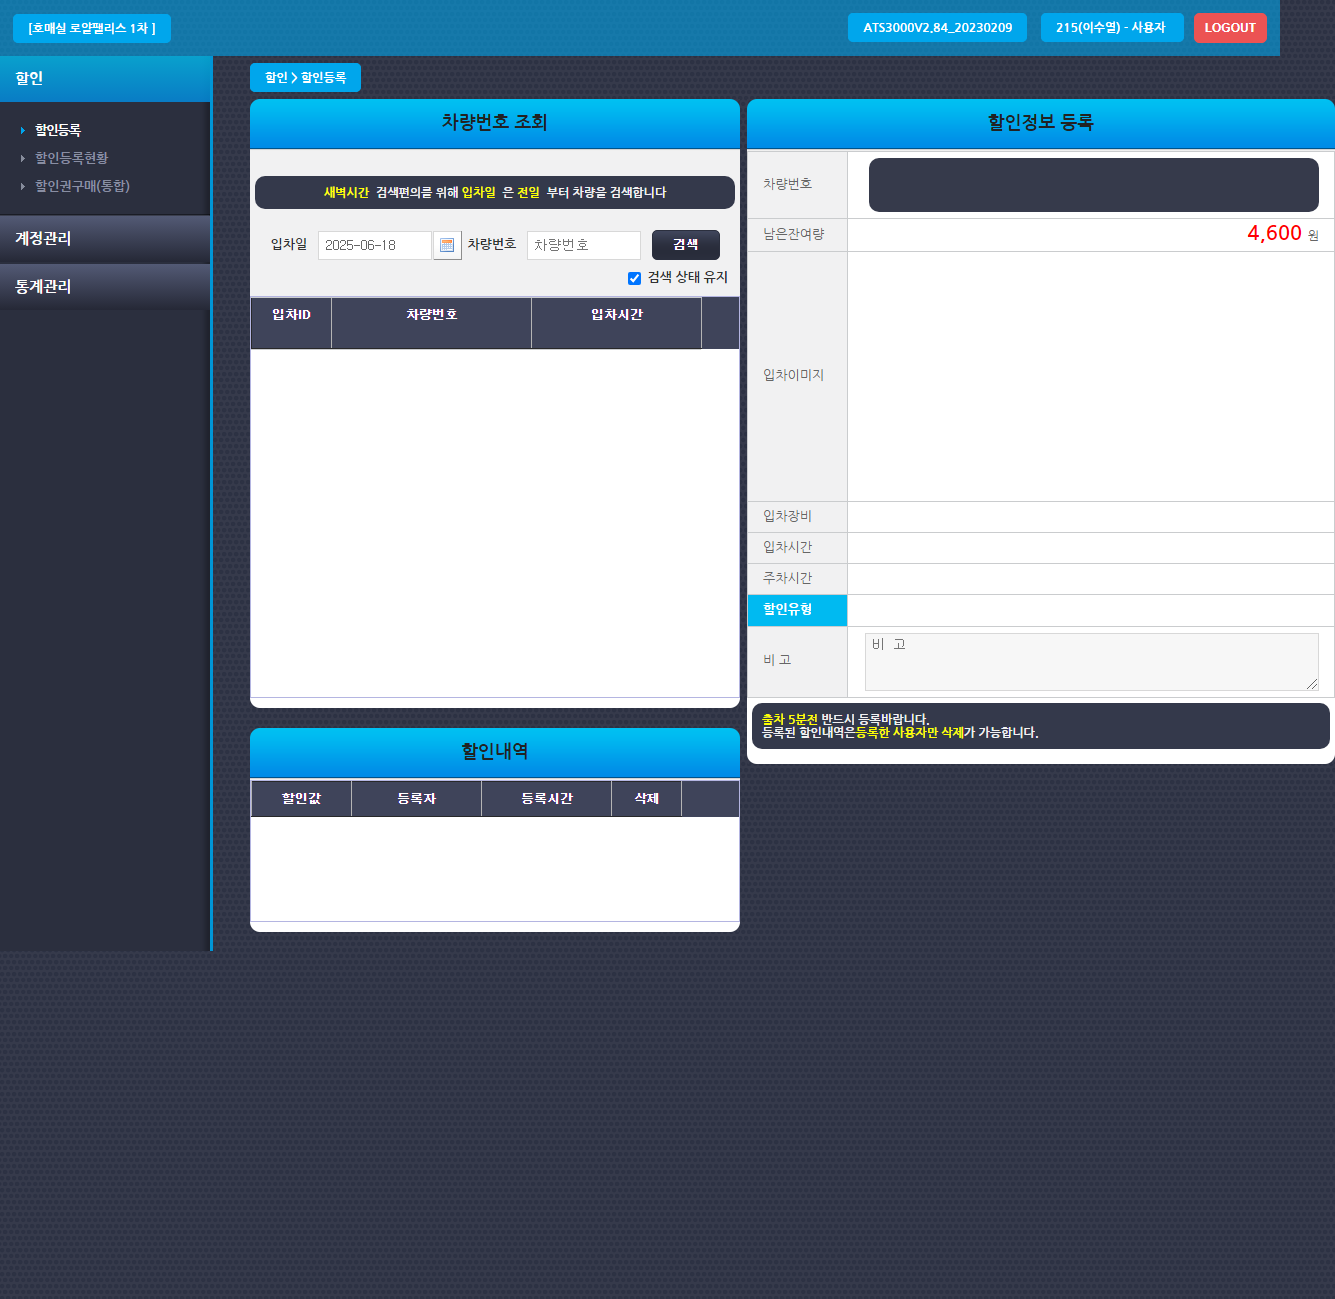 [호매실 로얄팰리스 1차 ]
ATS3000V2.84_20230209
215(이수열) - 사용자
LOGOUT
할인
할인등록
할인등록현황
할인권구매(통합)
계정관리
통계관리
할인 > 할인등록
차량번호 조회
새벽시간 검색편의를 위해 입차일 은 전일 부터 차량을 검색합니다
입차일 2025-06-18 차량번호 차량번호 검색
검색 상태 유지
입차ID 차량번호 입차시간
할인내역
할인값 등록자 등록시간 삭제
할인정보 등록
차량번호
남은잔여량 4,600 원
입차이미지
입차장비
입차시간
주차시간
할인유형
비 고 비 고
출차 5분전 반드시 등록바랍니다.
등록된 할인내역은등록한 사용자만 삭제가 가능합니다.